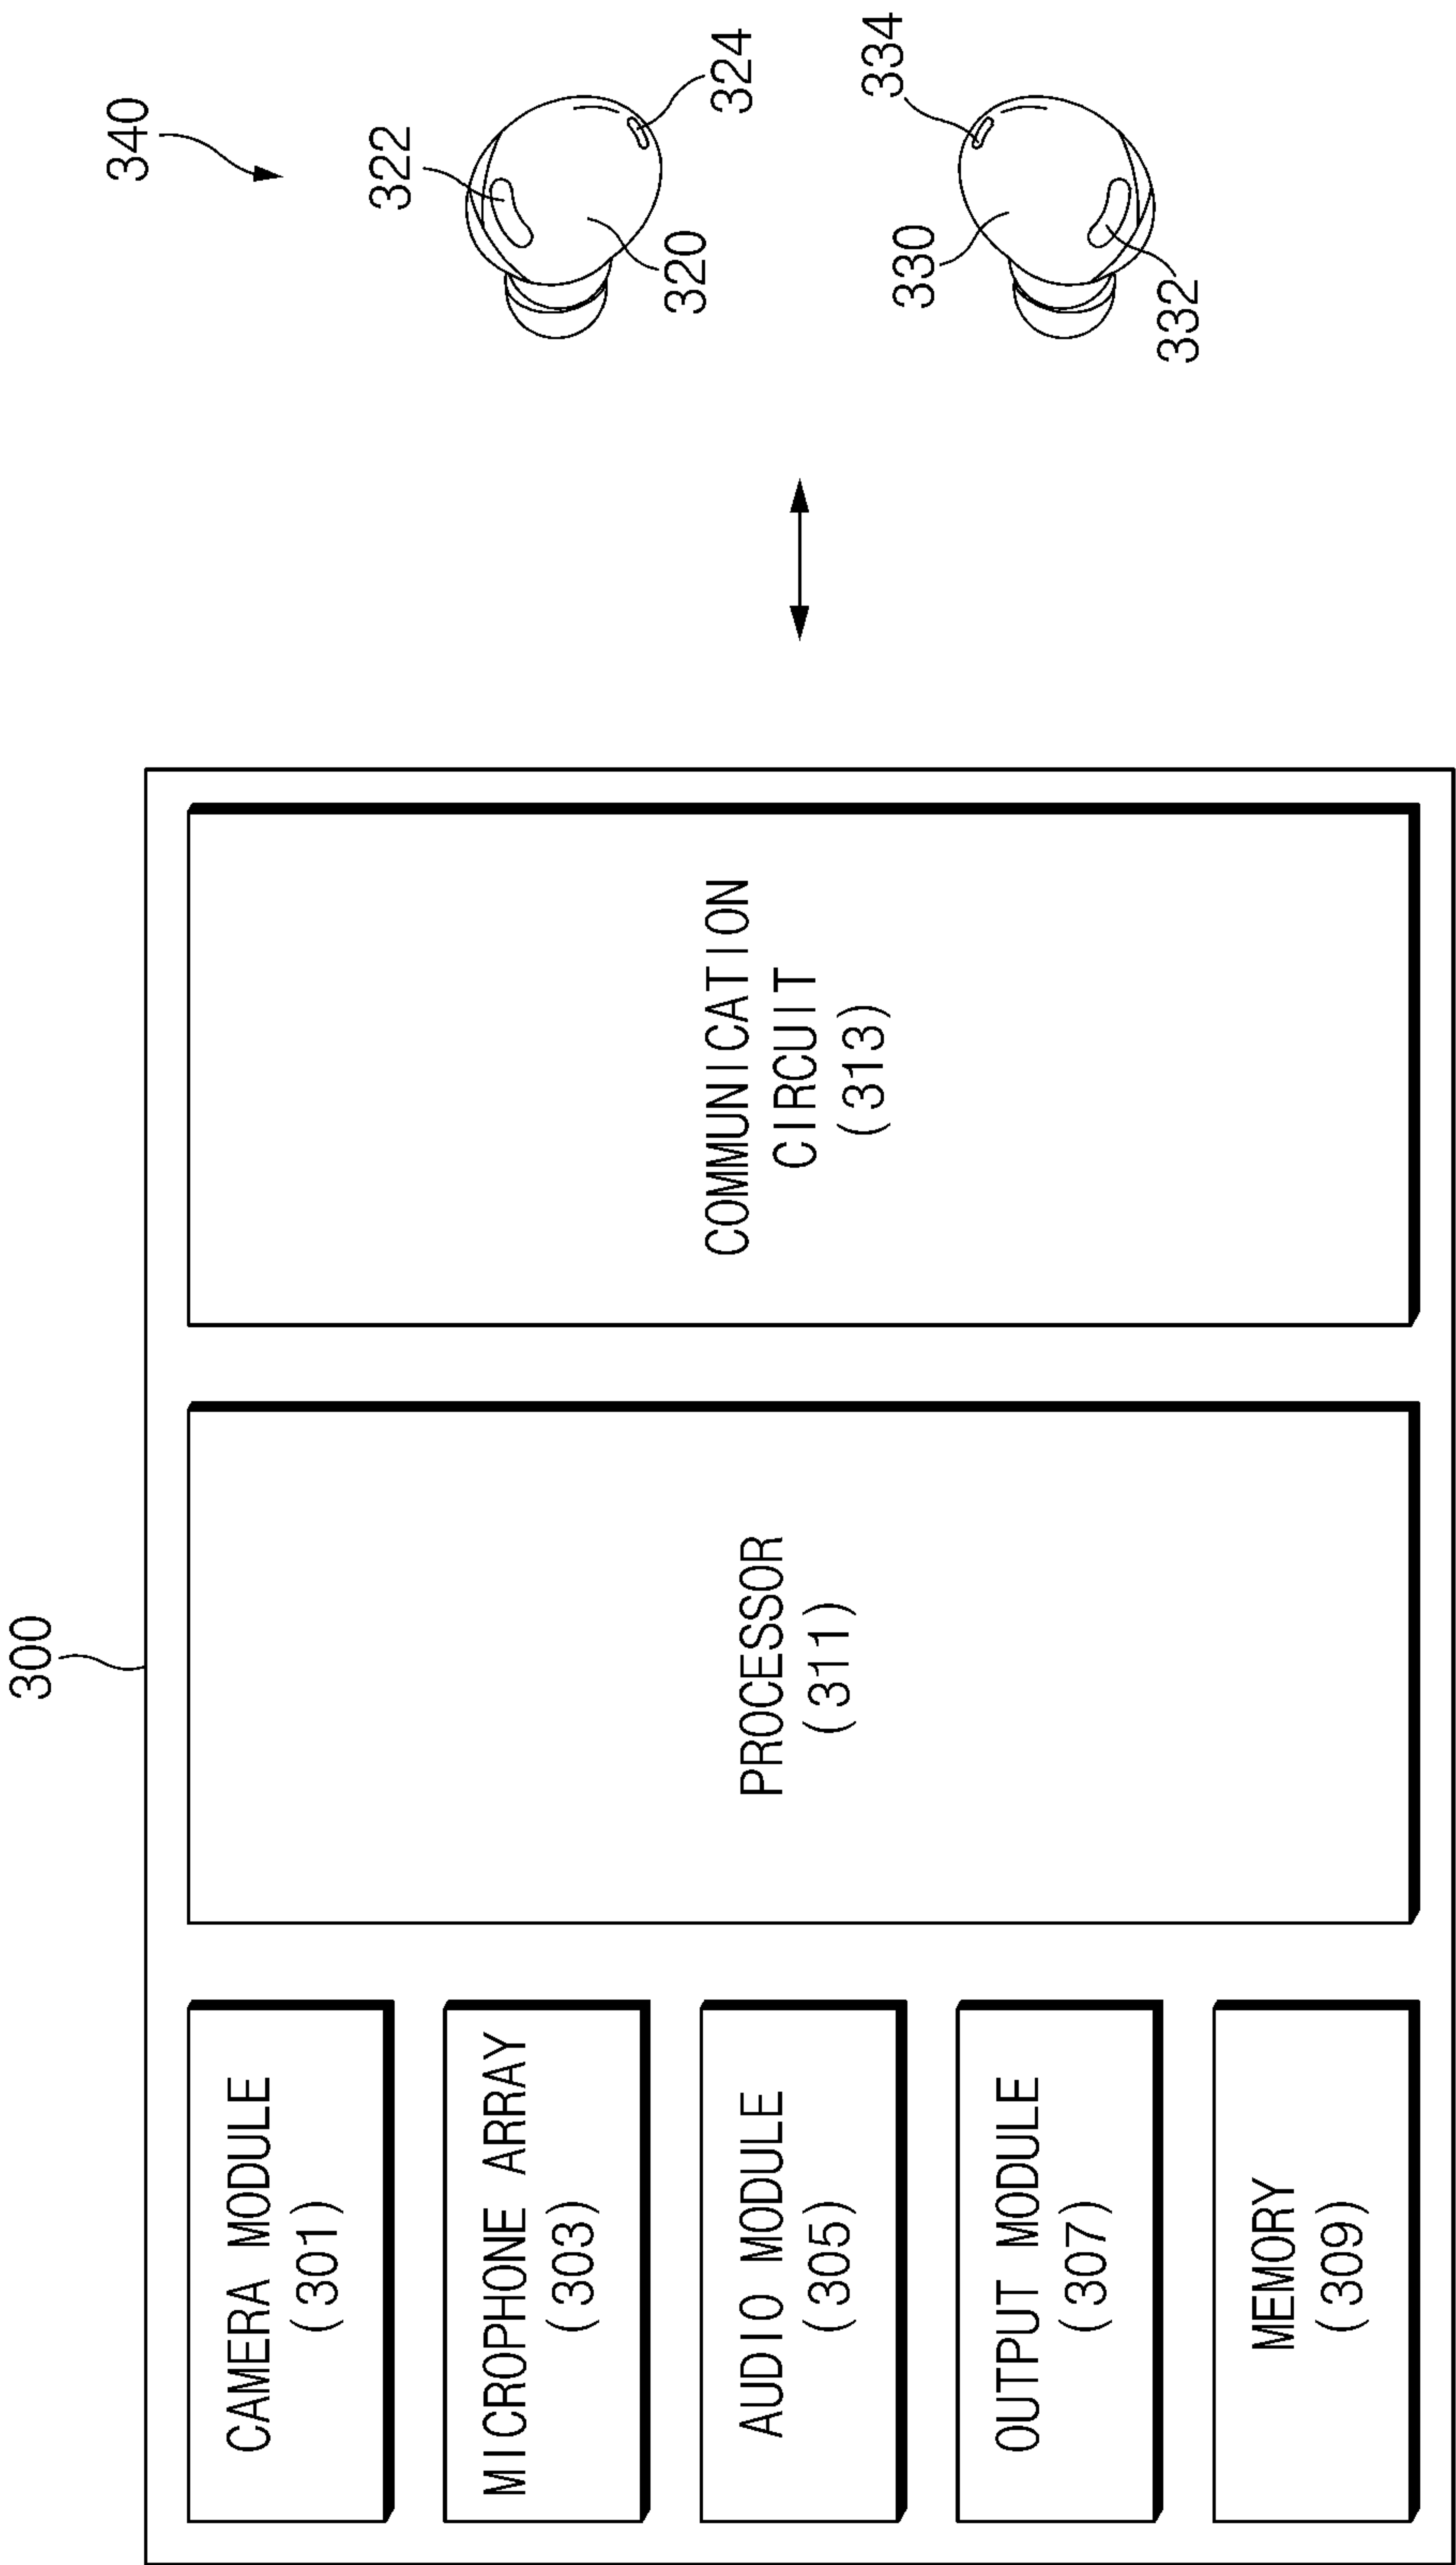 300
CAMERA MODULE
(301)
MICROPHONE ARRAY
(303)
AUDIO MODULE
(305)
OUTPUT MODULE
(307)
MEMORY
(309)
PROCESSOR
(311)
COMMUNICATION
CIRCUIT
(313)
340
322
320
324
334
330
332